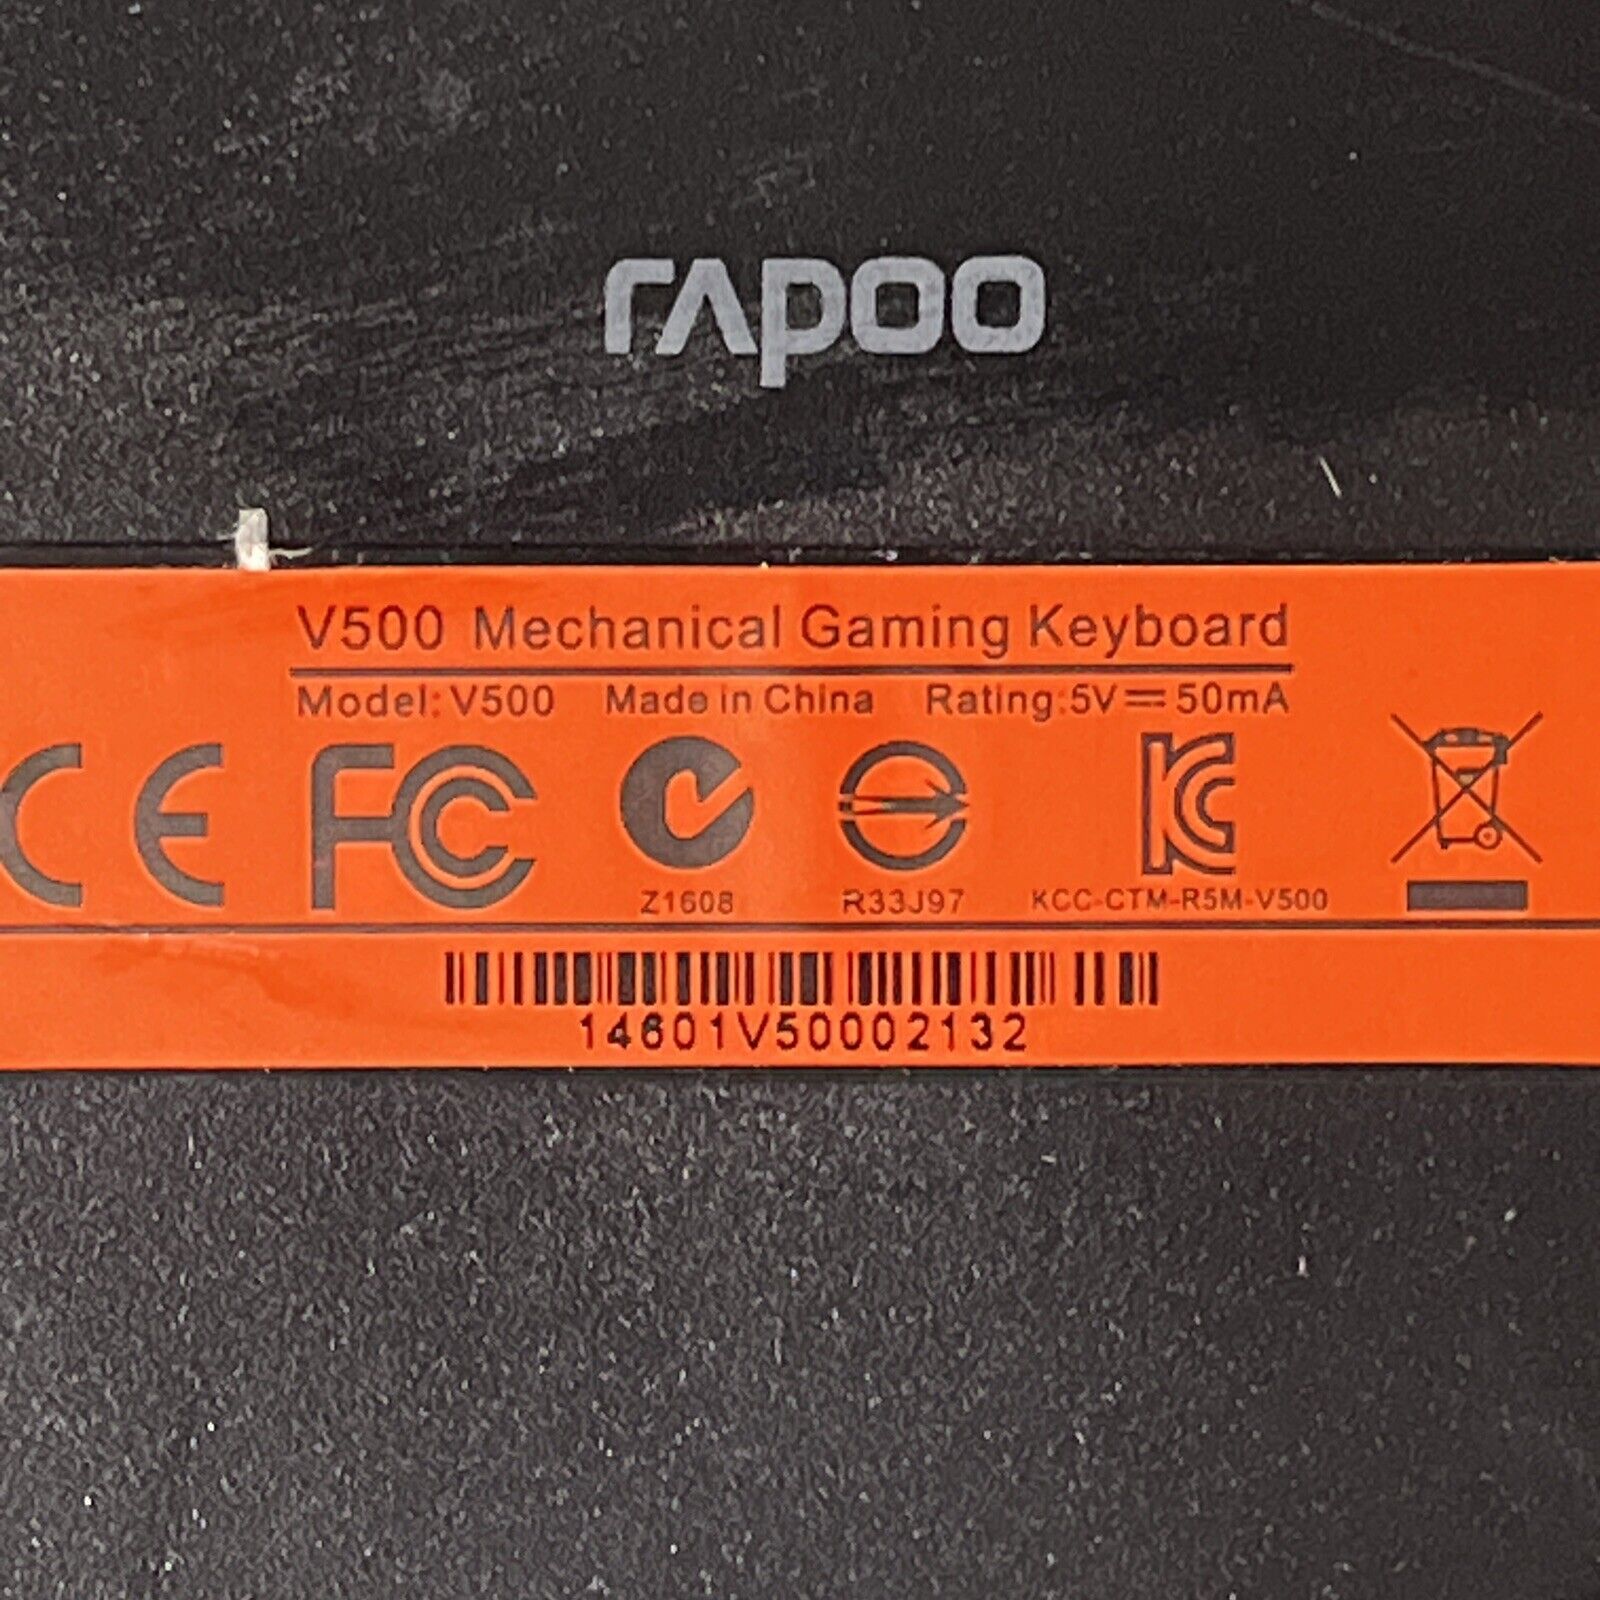 rapoo
V500 Mechanical Gaming Keyboard
Model: V500 Made in China Rating:5V⎓50mA
CE FC
Z1608 R33J97 KCC-CTM-R5M-V500
14601V50002132